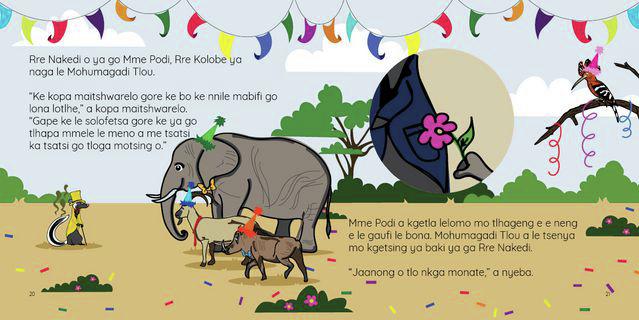 Rre Nakedi o ya go Mme Podi, Rre Kolobe ya
naga le Mohumagadi Tlou.
“Ke kopa maitshwarelo gore ke bo ke nnile mabifi go
lona lotlhe,” a kopa maitshwarelo.
“Gape ke le solofetsa gore ke ya go
tlhapa mmele le meno a me tsatsi
ka tsatsi go tloga motsing o.”
Mme Podi a kgetla lelomo mo tlhageng e e neng
e le gaufi le bona. Mohumagadi Tlou a le tsenya
mo kgetsing ya baki ya ga Rre Nakedi.
“Jaanong o tlo nkga monate,” a nyeba.
20
21